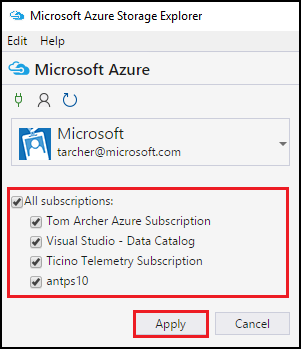 Microsoft Azure Storage Explorer
Edit Help
Microsoft Azure
Microsoft
tarcher@microsoft.com
All subscriptions:
Tom Archer Azure Subscription
Visual Studio - Data Catalog
Ticino Telemetry Subscription
antps10
Apply Cancel